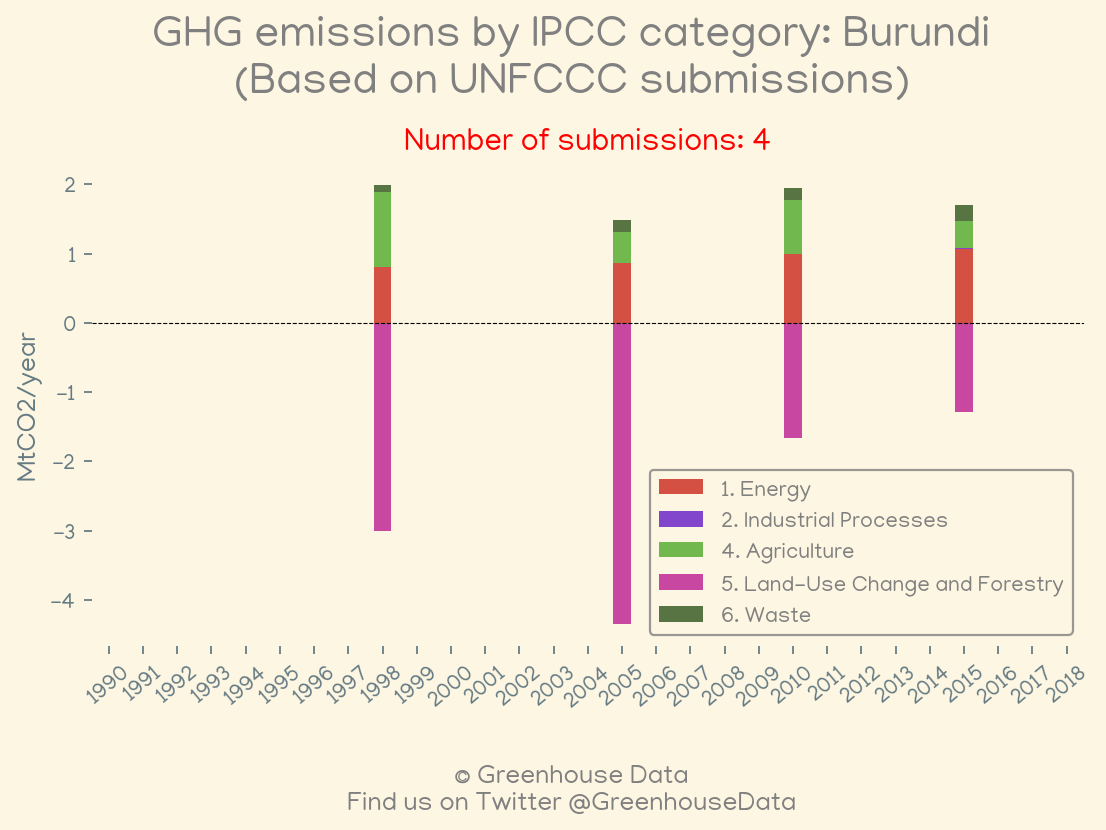 GHG emissions by IPCC category: Burundi
(Based on UNFCCC submissions)
Number of submissions: 4
MtCO2/year
2
1
0
−1
−2
−3
−4
1. Energy
2. Industrial Processes
4. Agriculture
5. Land-Use Change and Forestry
6. Waste
1990 1991 1992 1993 1994 1995 1996 1997 1998 1999 2000 2001 2002 2003 2004 2005 2006 2007 2008 2009 2010 2011 2012 2013 2014 2015 2016 2017 2018
© Greenhouse Data
Find us on Twitter @GreenhouseData